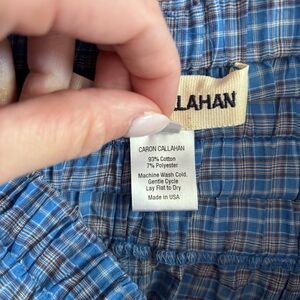 LLAHAN
CARON CALLAHAN
93% Cotton
7% Polyester
Machine Wash Cold.
Gentle Cycle
Lay Flat to Dry
Made in USA